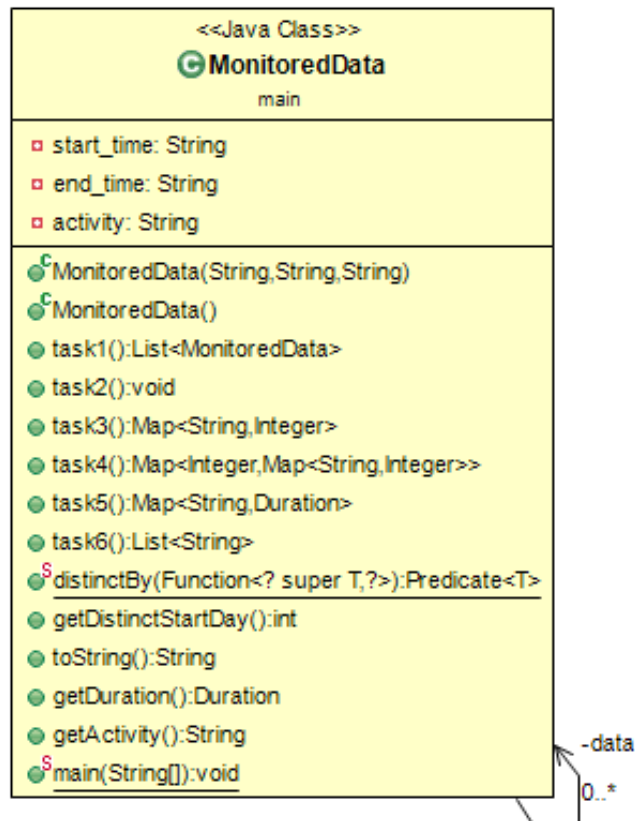 <<Java Class>>
MonitoredData
main
start_time: String
end_time: String
activity: String
MonitoredData(String,String,String)
MonitoredData()
task1():List<MonitoredData>
task2():void
task3():Map<String,Integer>
task4():Map<Integer,Map<String,Integer>>
task5():Map<String,Duration>
task6():List<String>
distinctBy(Function<? super T,?>):Predicate<T>
getDistinctStartDay():int
toString():String
getDuration():Duration
getActivity():String
main(String[]):void
-data
0..*